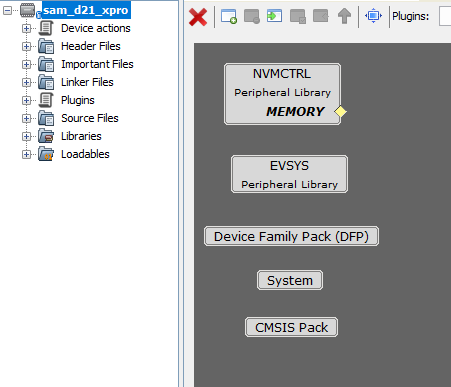 sam_d21_xpro
Device actions
Header Files
Important Files
Linker Files
Plugins
Source Files
Libraries
Loadables
Plugins:
NVMCTRL
Peripheral Library
MEMORY
EVSYS
Peripheral Library
Device Family Pack (DFP)
System
CMSIS Pack